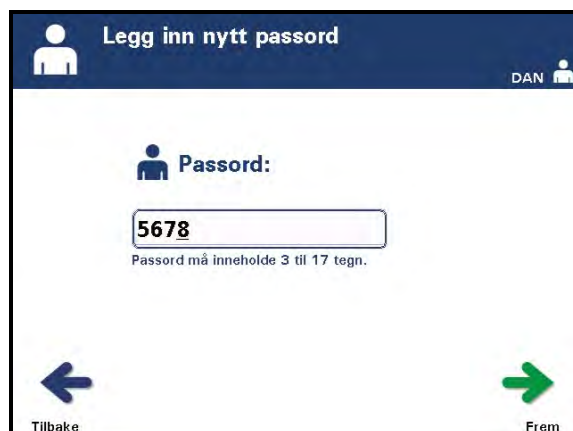 Legg inn nytt passord
DAN
Passord:
5678
Passord må inneholde 3 til 17 tegn.
Tilbake
Frem